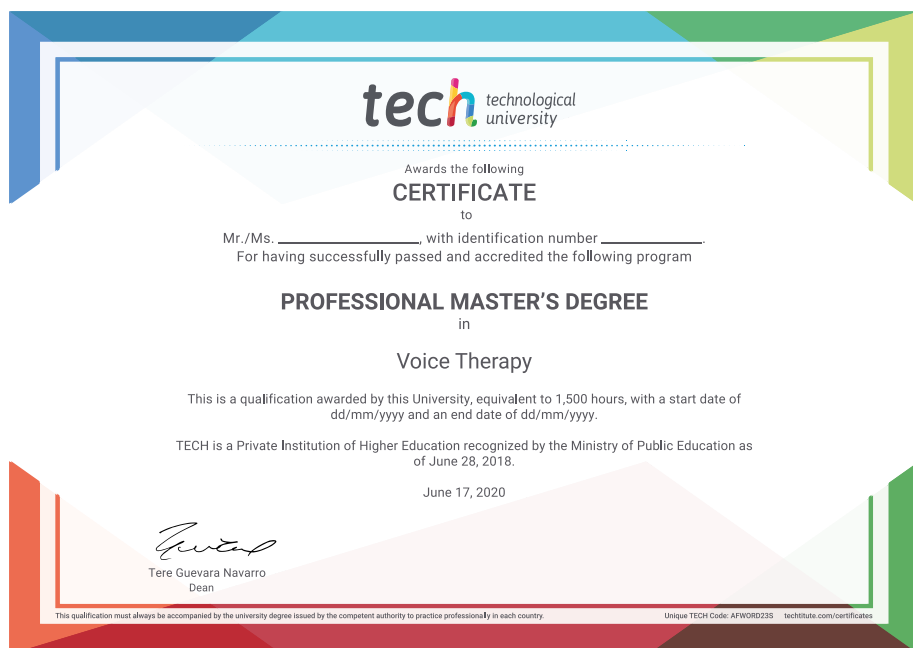 tech technological
university
Awards the following
CERTIFICATE
to
Mr./Ms. ____________________, with identification number ______________.
For having successfully passed and accredited the following program
PROFESSIONAL MASTER'S DEGREE
in
Voice Therapy
This is a qualification awarded by this University, equivalent to 1,500 hours, with a start date of
dd/mm/yyyy and an end date of dd/mm/yyyy.
TECH is a Private Institution of Higher Education recognized by the Ministry of Public Education as
of June 28, 2018.
June 17, 2020
Tere Guevara Navarro
Dean
This qualification must always be accompanied by the university degree issued by the competent authority to practice professionally in each country. Unique TECH Code: AFWORD23S techtitute.com/certificates